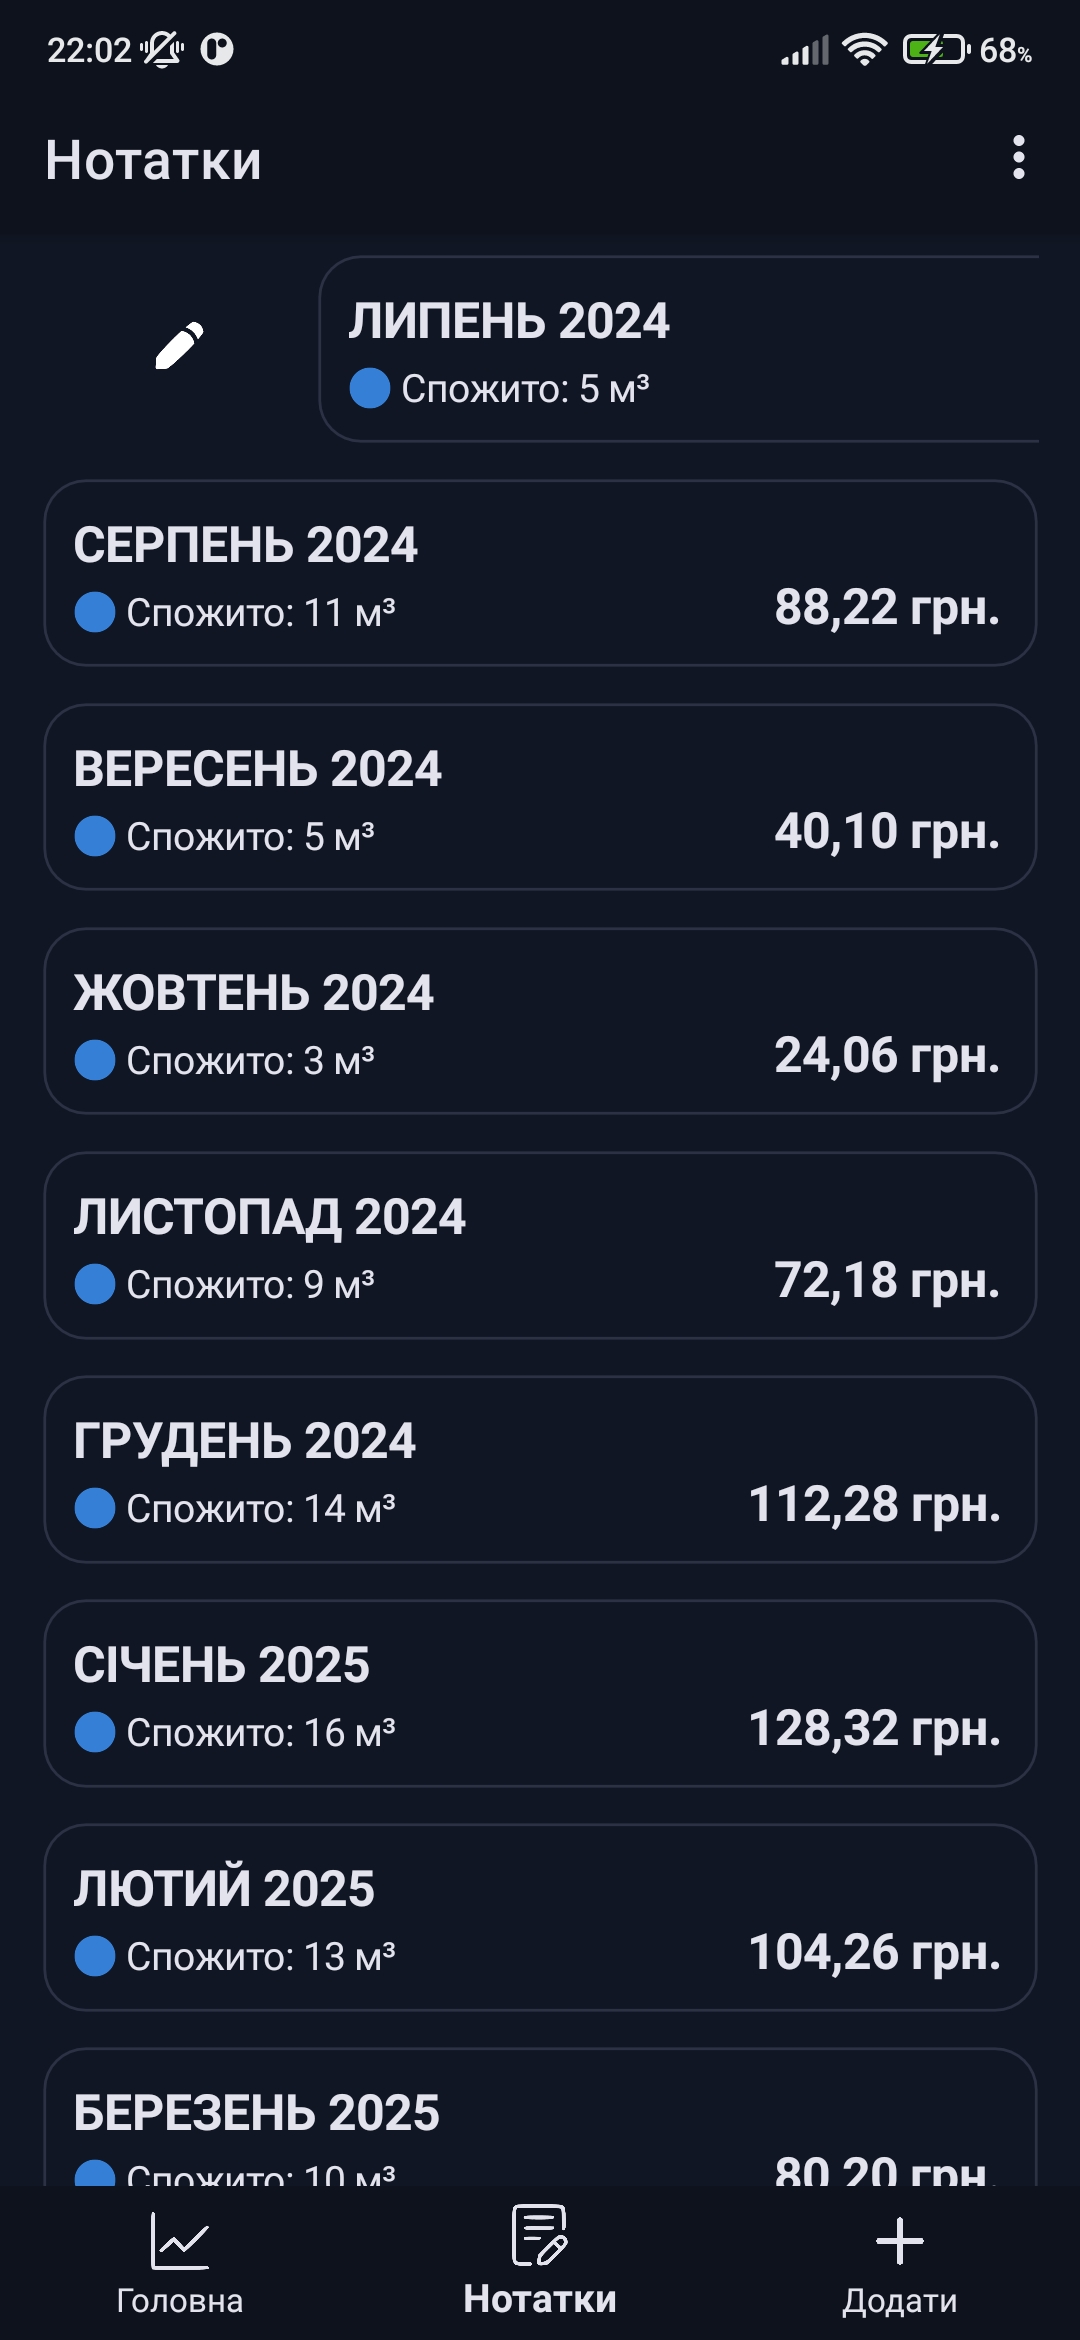 22:02 68%
Нотатки
ЛИПЕНЬ 2024
Спожито: 5 м³
СЕРПЕНЬ 2024
Спожито: 11 м³ 88,22 грн.
ВЕРЕСЕНЬ 2024
Спожито: 5 м³ 40,10 грн.
ЖОВТЕНЬ 2024
Спожито: 3 м³ 24,06 грн.
ЛИСТОПАД 2024
Спожито: 9 м³ 72,18 грн.
ГРУДЕНЬ 2024
Спожито: 14 м³ 112,28 грн.
СІЧЕНЬ 2025
Спожито: 16 м³ 128,32 грн.
ЛЮТИЙ 2025
Спожито: 13 м³ 104,26 грн.
БЕРЕЗЕНЬ 2025
Спожито: 10 м³ 80,20 грн.
Головна Нотатки Додати